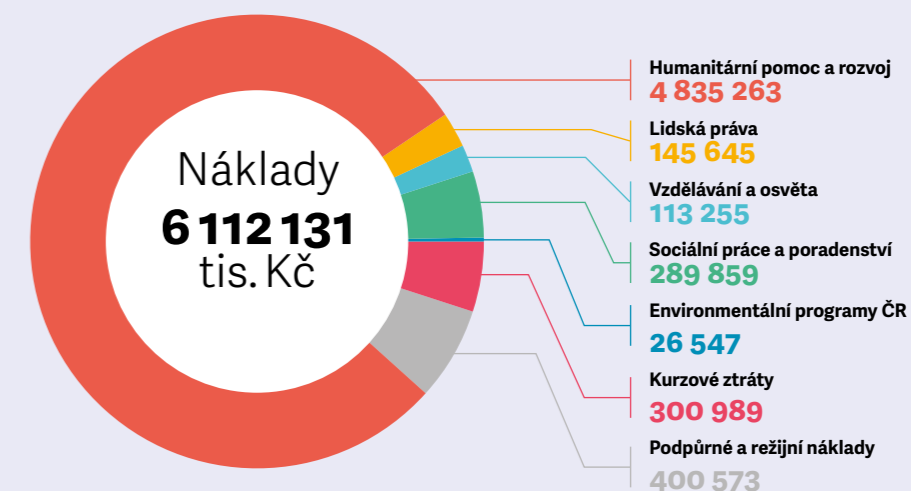 Náklady
6 112 131
tis. Kč
Humanitární pomoc a rozvoj
4 835 263
Lidská práva
145 645
Vzdělávání a osvěta
113 255
Sociální práce a poradenství
289 859
Environmentální programy ČR
26 547
Kurzové ztráty
300 989
Podpůrné a režijní náklady
400 573